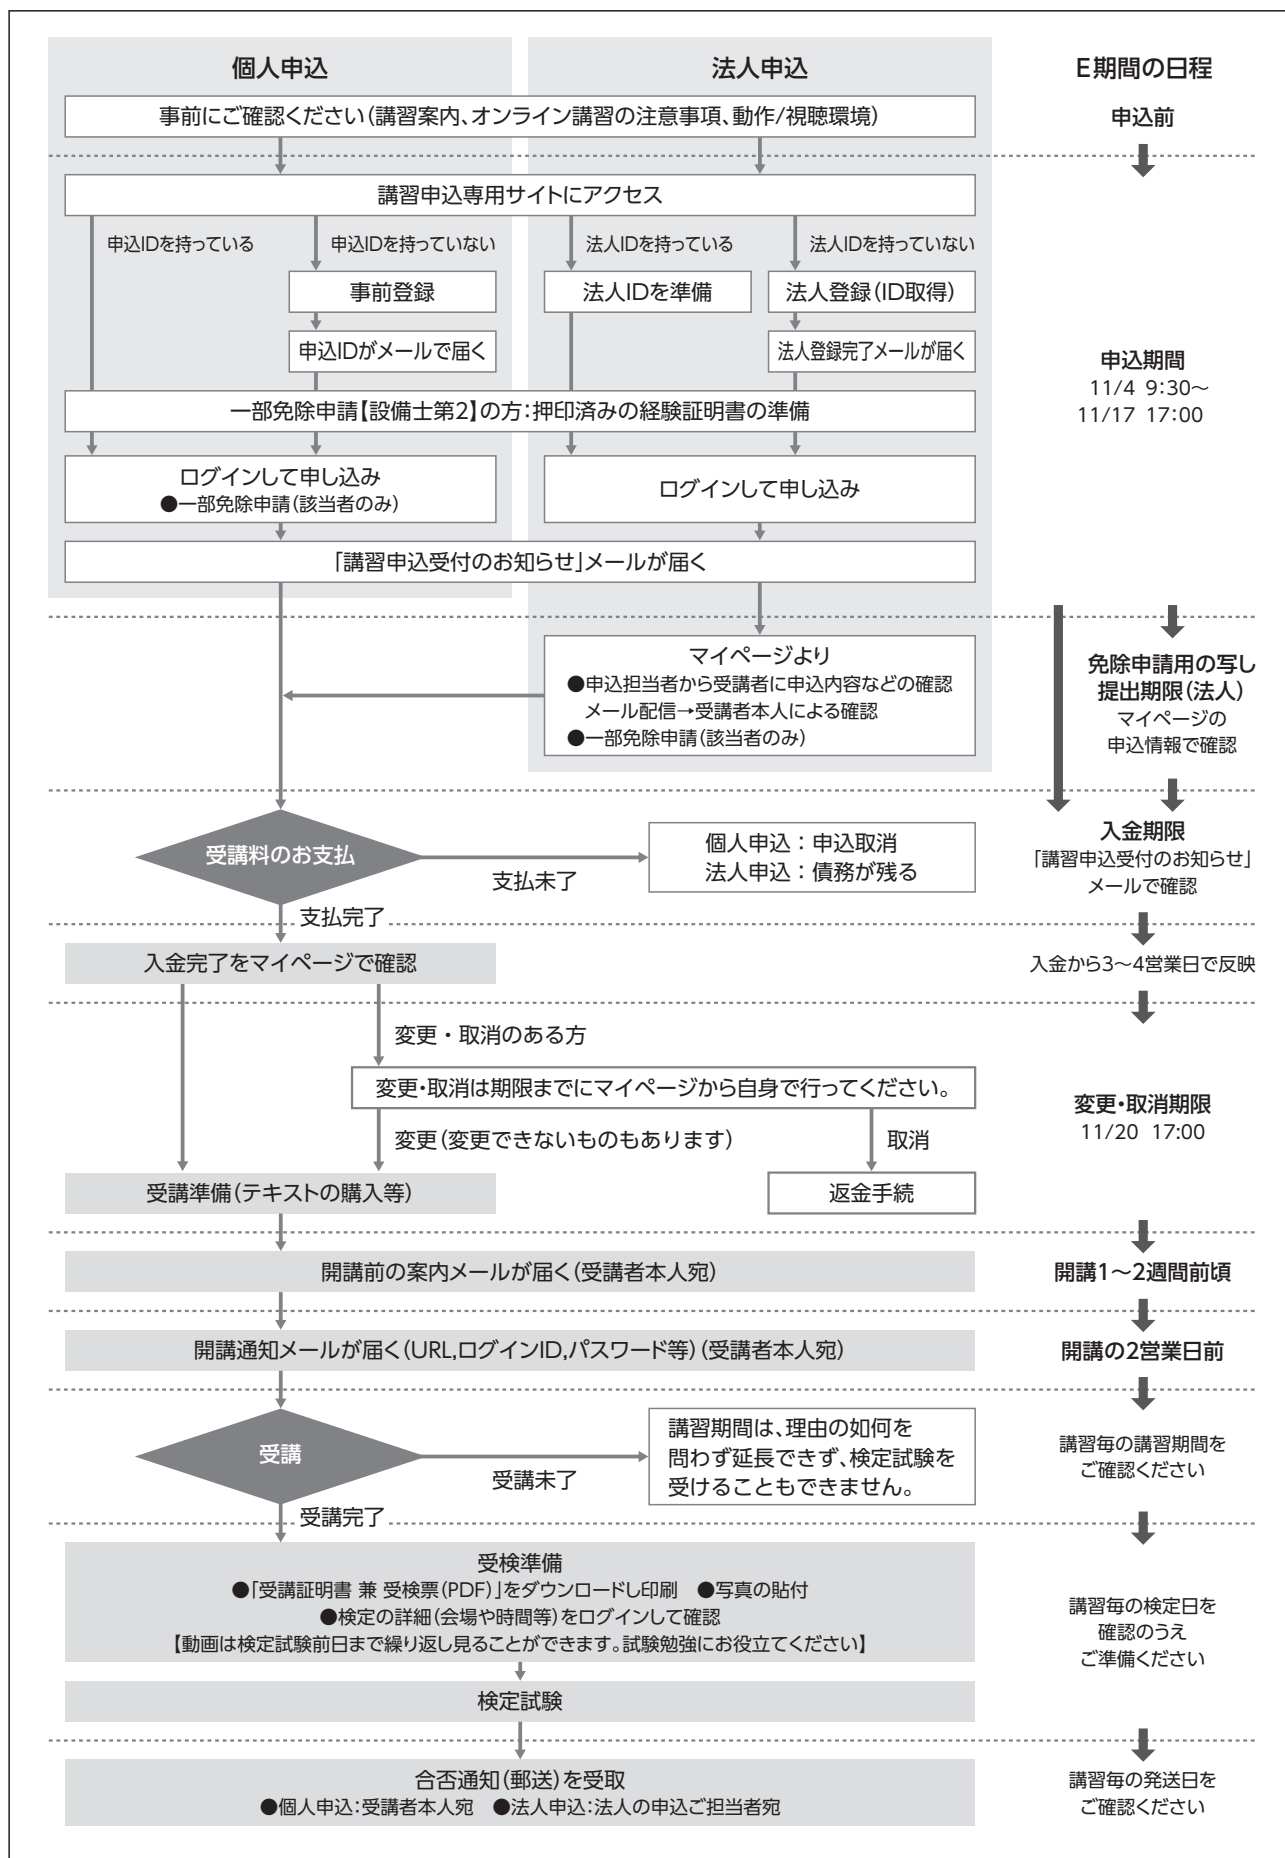 個人申込
法人申込
E期間の日程
事前にご確認ください(講習案内、オンライン講習の注意事項、動作/視聴環境)
申込前
講習申込専用サイトにアクセス
申込IDを持っている
申込IDを持っていない
法人IDを持っている
法人IDを持っていない
事前登録
法人IDを準備
法人登録(ID取得)
申込IDがメールで届く
法人登録完了メールが届く
申込期間
11/4 9:30〜
11/17 17:00
一部免除申請【設備士第2】の方:押印済みの経験証明書の準備
ログインして申し込み
●一部免除申請(該当者のみ)
ログインして申し込み
「講習申込受付のお知らせ」メールが届く
マイページより
●申込担当者から受講者に申込内容などの確認
メール配信→受講者本人による確認
●一部免除申請(該当者のみ)
免除申請用の写し
提出期限(法人)
マイページの
申込情報で確認
受講料のお支払
支払未了
個人申込:申込取消
法人申込:債務が残る
入金期限
「講習申込受付のお知らせ」
メールで確認
支払完了
入金完了をマイページで確認
入金から3〜4営業日で反映
変更・取消のある方
変更・取消は期限までにマイページから自身で行ってください。
変更(変更できないものもあります)
取消
変更・取消期限
11/20 17:00
受講準備(テキストの購入等)
返金手続
開講前の案内メールが届く(受講者本人宛)
開講1〜2週間前頃
開講通知メールが届く(URL,ログインID,パスワード等)(受講者本人宛)
開講の2営業日前
受講
受講未了
講習期間は、理由の如何を
問わず延長できず、検定試験を
受けることもできません。
講習毎の講習期間を
ご確認ください
受講完了
受検準備
●「受講証明書 兼 受検票(PDF)」をダウンロードし印刷 ●写真の貼付
●検定の詳細(会場や時間等)をログインして確認
【動画は検定試験前日まで繰り返し見ることができます。試験勉強にお役立てください】
講習毎の検定日を
確認のうえ
ご準備ください
検定試験
合否通知(郵送)を受取
●個人申込:受講者本人宛 ●法人申込:法人の申込ご担当者宛
講習毎の発送日を
ご確認ください